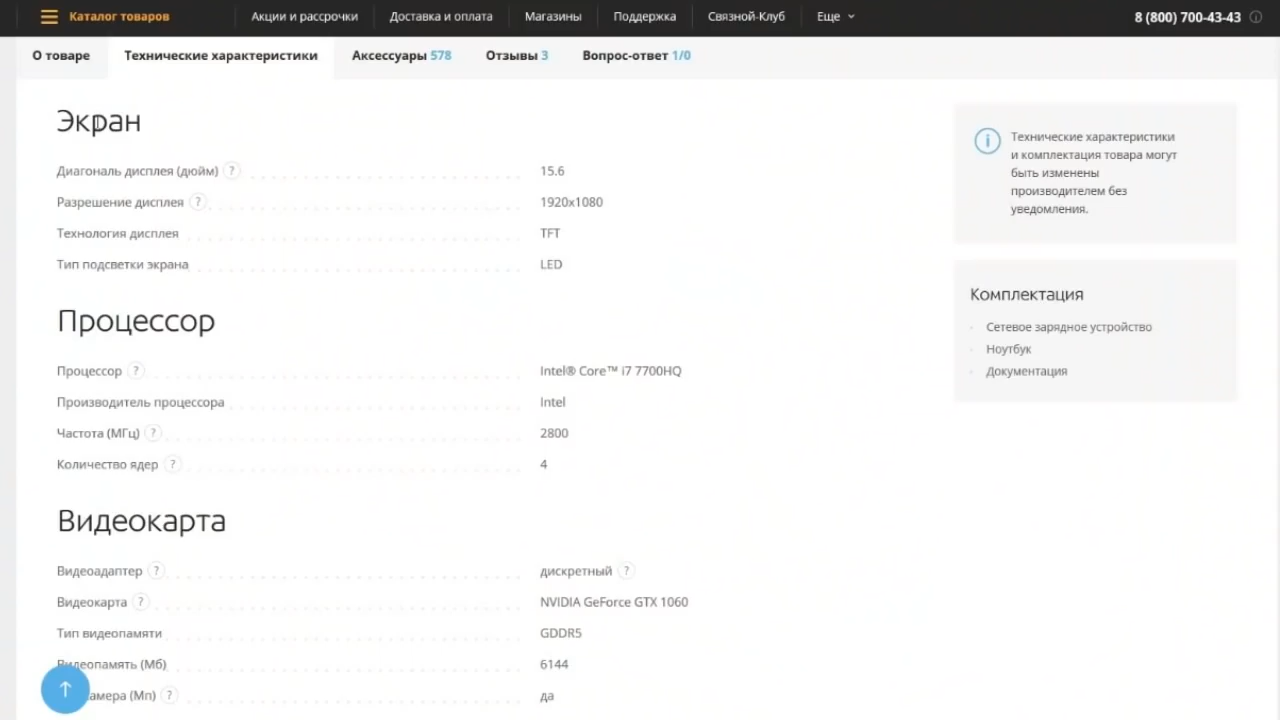 Каталог товаров
Акции и рассрочки
Доставка и оплата
Магазины
Поддержка
Связной-Клуб
Еще
8 (800) 700-43-43
О товаре
Технические характеристики
Аксессуары 578
Отзывы 3
Вопрос-ответ 1/0
Экран
Диагональ дисплея (дюйм) ? 15.6
Разрешение дисплея ? 1920x1080
Технология дисплея TFT
Тип подсветки экрана LED
Процессор
Процессор ? Intel® Core™ i7 7700HQ
Производитель процессора Intel
Частота (МГц) ? 2800
Количество ядер ? 4
Видеокарта
Видеоадаптер ? дискретный ?
Видеокарта ? NVIDIA GeForce GTX 1060
Тип видеопамяти GDDR5
Видеопамять (Мб) 6144
(Мп) ? да
Технические характеристики
и комплектация товара могут
быть изменены
производителем без
уведомления.
Комплектация
Сетевое зарядное устройство
Ноутбук
Документация